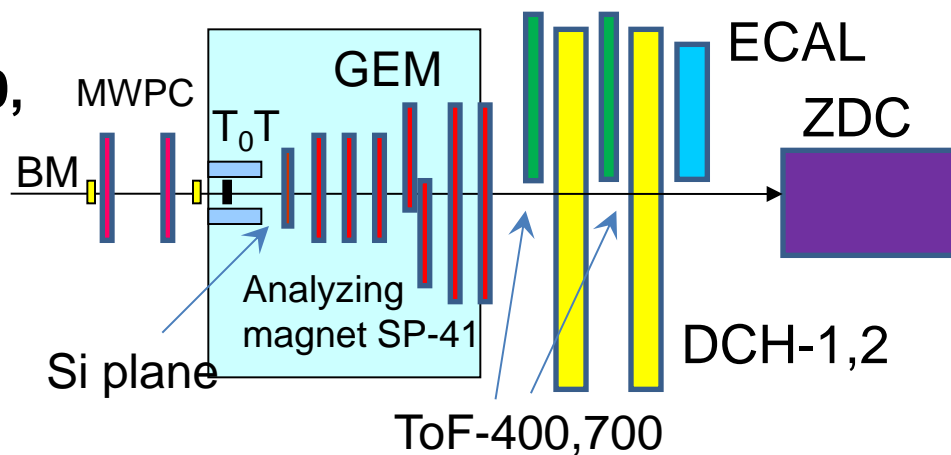 GEM
ECAL
MWPC
ZDC
T₀T
BM
Analyzing
magnet SP-41
Si plane
DCH-1,2
ToF-400,700